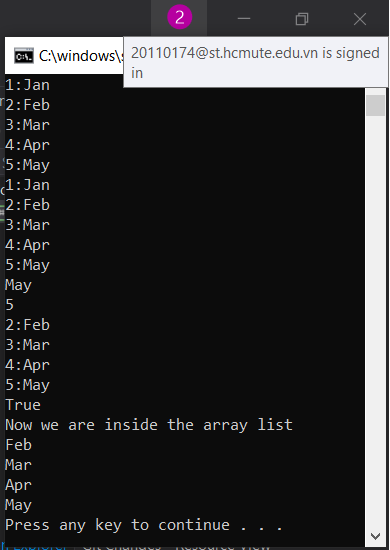 2
C:\windows\s
20110174@st.hcmute.edu.vn is signed
in
1:Jan
2:Feb
3:Mar
4:Apr
5:May
1:Jan
2:Feb
3:Mar
4:Apr
5:May
May
5
2:Feb
3:Mar
4:Apr
5:May
True
Now we are inside the array list
Feb
Mar
Apr
May
Press any key to continue . . .